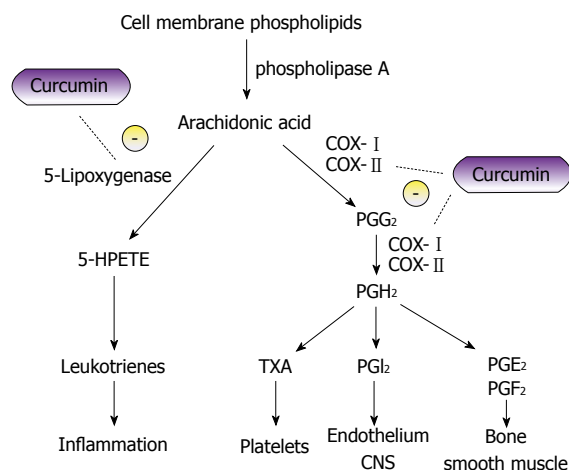 Cell membrane phospholipids
phospholipase A
Curcumin
-
Arachidonic acid
5-Lipoxygenase
COX-Ⅰ
COX-Ⅱ
Curcumin
-
PGG₂
COX-Ⅰ
COX-Ⅱ
5-HPETE
PGH₂
Leukotrienes
TXA
PGI₂
PGE₂
PGF₂
Inflammation
Platelets
Endothelium
CNS
Bone
smooth muscle